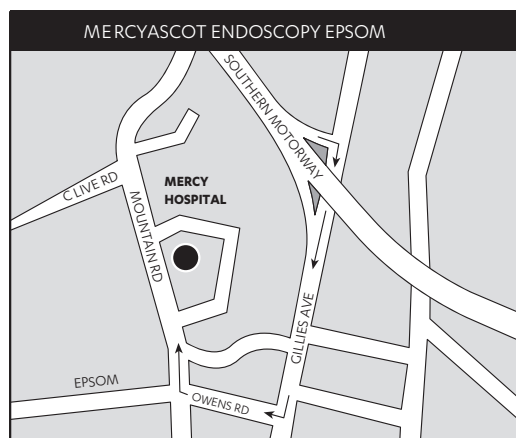 MERCYASCOT ENDOSCOPY EPSOM
SOUTHERN MOTORWAY
MERCY
HOSPITAL
CLIVE RD
MOUNTAIN RD
GILLIES AVE
EPSOM
OWENS RD